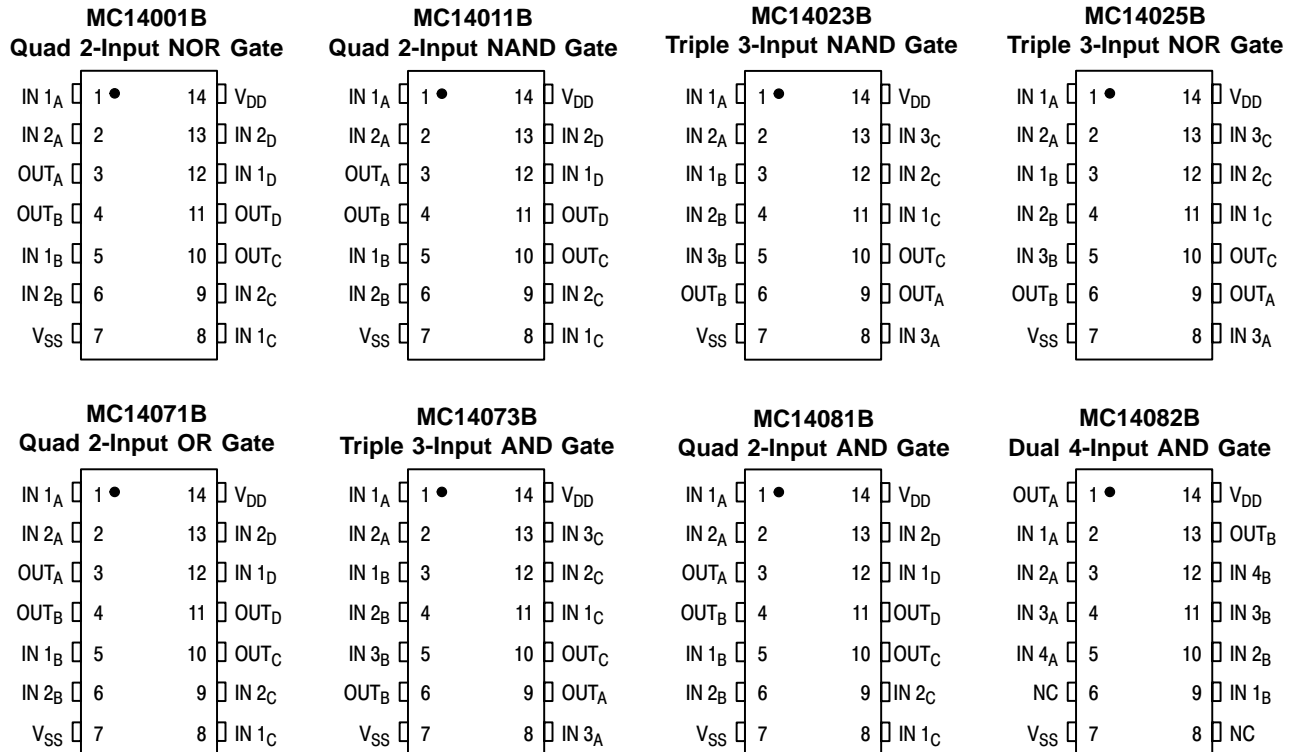 MC14001B
Quad 2-Input NOR Gate
IN 1A 1 14 VDD
IN 2A 2 13 IN 2D
OUTA 3 12 IN 1D
OUTB 4 11 OUTD
IN 1B 5 10 OUTC
IN 2B 6 9 IN 2C
VSS 7 8 IN 1C
MC14011B
Quad 2-Input NAND Gate
IN 1A 1 14 VDD
IN 2A 2 13 IN 2D
OUTA 3 12 IN 1D
OUTB 4 11 OUTD
IN 1B 5 10 OUTC
IN 2B 6 9 IN 2C
VSS 7 8 IN 1C
MC14023B
Triple 3-Input NAND Gate
IN 1A 1 14 VDD
IN 2A 2 13 IN 3C
IN 1B 3 12 IN 2C
IN 2B 4 11 IN 1C
IN 3B 5 10 OUTC
OUTB 6 9 OUTA
VSS 7 8 IN 3A
MC14025B
Triple 3-Input NOR Gate
IN 1A 1 14 VDD
IN 2A 2 13 IN 3C
IN 1B 3 12 IN 2C
IN 2B 4 11 IN 1C
IN 3B 5 10 OUTC
OUTB 6 9 OUTA
VSS 7 8 IN 3A
MC14071B
Quad 2-Input OR Gate
IN 1A 1 14 VDD
IN 2A 2 13 IN 2D
OUTA 3 12 IN 1D
OUTB 4 11 OUTD
IN 1B 5 10 OUTC
IN 2B 6 9 IN 2C
VSS 7 8 IN 1C
MC14073B
Triple 3-Input AND Gate
IN 1A 1 14 VDD
IN 2A 2 13 IN 3C
IN 1B 3 12 IN 2C
IN 2B 4 11 IN 1C
IN 3B 5 10 OUTC
OUTB 6 9 OUTA
VSS 7 8 IN 3A
MC14081B
Quad 2-Input AND Gate
IN 1A 1 14 VDD
IN 2A 2 13 IN 2D
OUTA 3 12 IN 1D
OUTB 4 11 OUTD
IN 1B 5 10 OUTC
IN 2B 6 9 IN 2C
VSS 7 8 IN 1C
MC14082B
Dual 4-Input AND Gate
OUTA 1 14 VDD
IN 1A 2 13 OUTB
IN 2A 3 12 IN 4B
IN 3A 4 11 IN 3B
IN 4A 5 10 IN 2B
NC 6 9 IN 1B
VSS 7 8 NC